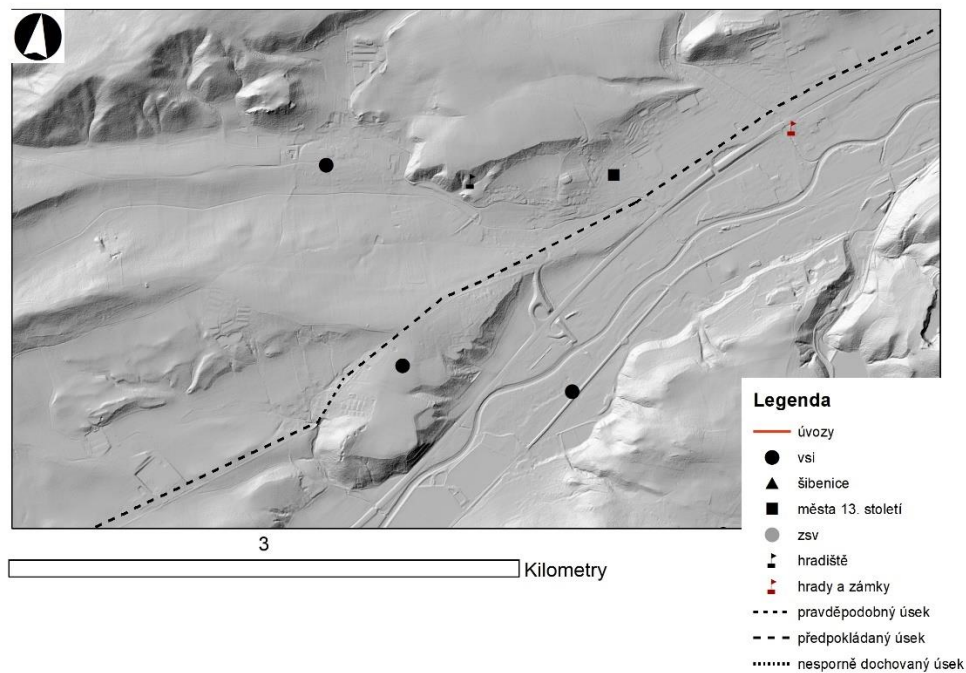 Legenda
úvozy
vsi
šibenice
města 13. století
zsv
hradiště
hrady a zámky
pravděpodobný úsek
předpokládaný úsek
nesporně dochovaný úsek
3
Kilometry